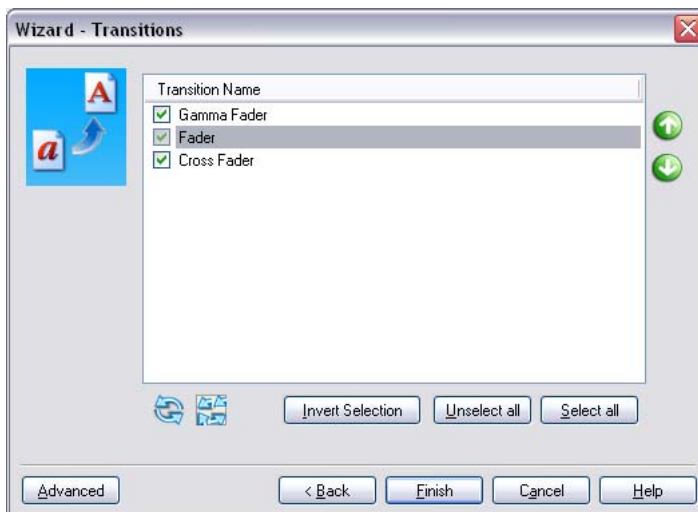 Wizard - Transitions
A
a
Transition Name
Gamma Fader
Fader
Cross Fader
Invert Selection Unselect all Select all
Advanced < Back Finish Cancel Help